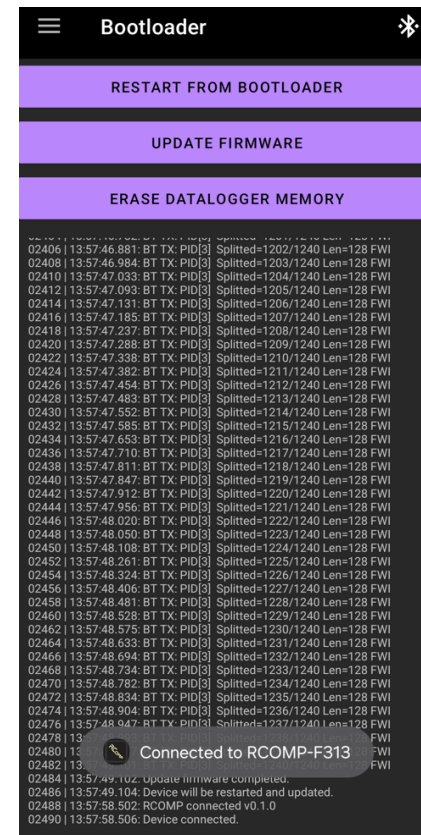 Bootloader
RESTART FROM BOOTLOADER
UPDATE FIRMWARE
ERASE DATALOGGER MEMORY
02406 | 13:57:46.881: BT TX: PID[3] Splitted=1202/1240 Len=128 FWI
02408 | 13:57:46.984: BT TX: PID[3] Splitted=1203/1240 Len=128 FWI
02410 | 13:57:47.033: BT TX: PID[3] Splitted=1204/1240 Len=128 FWI
02412 | 13:57:47.093: BT TX: PID[3] Splitted=1205/1240 Len=128 FWI
02414 | 13:57:47.131: BT TX: PID[3] Splitted=1206/1240 Len=128 FWI
02416 | 13:57:47.185: BT TX: PID[3] Splitted=1207/1240 Len=128 FWI
02418 | 13:57:47.237: BT TX: PID[3] Splitted=1208/1240 Len=128 FWI
02420 | 13:57:47.288: BT TX: PID[3] Splitted=1209/1240 Len=128 FWI
02422 | 13:57:47.338: BT TX: PID[3] Splitted=1210/1240 Len=128 FWI
02424 | 13:57:47.382: BT TX: PID[3] Splitted=1211/1240 Len=128 FWI
02426 | 13:57:47.454: BT TX: PID[3] Splitted=1212/1240 Len=128 FWI
02428 | 13:57:47.483: BT TX: PID[3] Splitted=1213/1240 Len=128 FWI
02430 | 13:57:47.552: BT TX: PID[3] Splitted=1214/1240 Len=128 FWI
02432 | 13:57:47.585: BT TX: PID[3] Splitted=1215/1240 Len=128 FWI
02434 | 13:57:47.653: BT TX: PID[3] Splitted=1216/1240 Len=128 FWI
02436 | 13:57:47.710: BT TX: PID[3] Splitted=1217/1240 Len=128 FWI
02438 | 13:57:47.811: BT TX: PID[3] Splitted=1218/1240 Len=128 FWI
02440 | 13:57:47.847: BT TX: PID[3] Splitted=1219/1240 Len=128 FWI
02442 | 13:57:47.912: BT TX: PID[3] Splitted=1220/1240 Len=128 FWI
02444 | 13:57:47.956: BT TX: PID[3] Splitted=1221/1240 Len=128 FWI
02446 | 13:57:48.020: BT TX: PID[3] Splitted=1222/1240 Len=128 FWI
02448 | 13:57:48.050: BT TX: PID[3] Splitted=1223/1240 Len=128 FWI
02450 | 13:57:48.108: BT TX: PID[3] Splitted=1224/1240 Len=128 FWI
02452 | 13:57:48.261: BT TX: PID[3] Splitted=1225/1240 Len=128 FWI
02454 | 13:57:48.324: BT TX: PID[3] Splitted=1226/1240 Len=128 FWI
02456 | 13:57:48.406: BT TX: PID[3] Splitted=1227/1240 Len=128 FWI
02458 | 13:57:48.481: BT TX: PID[3] Splitted=1228/1240 Len=128 FWI
02460 | 13:57:48.528: BT TX: PID[3] Splitted=1229/1240 Len=128 FWI
02462 | 13:57:48.575: BT TX: PID[3] Splitted=1230/1240 Len=128 FWI
02464 | 13:57:48.633: BT TX: PID[3] Splitted=1231/1240 Len=128 FWI
02466 | 13:57:48.694: BT TX: PID[3] Splitted=1232/1240 Len=128 FWI
02468 | 13:57:48.734: BT TX: PID[3] Splitted=1233/1240 Len=128 FWI
02470 | 13:57:48.782: BT TX: PID[3] Splitted=1234/1240 Len=128 FWI
02472 | 13:57:48.834: BT TX: PID[3] Splitted=1235/1240 Len=128 FWI
02474 | 13:57:48.904: BT TX: PID[3] Splitted=1236/1240 Len=128 FWI
02476 | 13:57:48.947: BT TX: PID[3] Splitted=1237/1240 Len=128 FWI
02478 | FWI
02480 | FWI
Connected to RCOMP-F313
02482 | FWI
02484 | 13:57:49.102: Update firmware completed.
02486 | 13:57:49.104: Device will be restarted and updated.
02488 | 13:57:58.502: RCOMP connected v0.1.0
02490 | 13:57:58.506: Device connected.